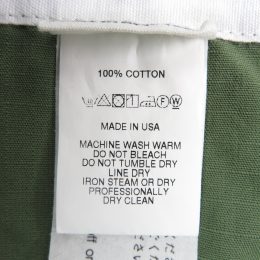 100% COTTON
MADE IN USA
MACHINE WASH WARM
DO NOT BLEACH
DO NOT TUMBLE DRY
LINE DRY
IRON STEAM OR DRY
PROFESSIONALLY
DRY CLEAN